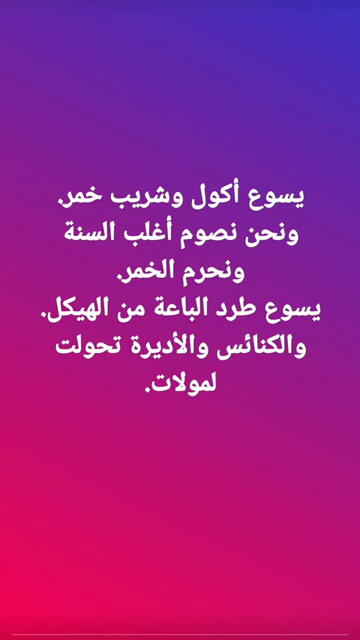 يسوع أكول وشريب خمر.
ونحن نصوم أغلب السنة
ونحرم الخمر.
يسوع طرد الباعة من الهيكل.
والكنائس والأديرة تحولت
لمولات.